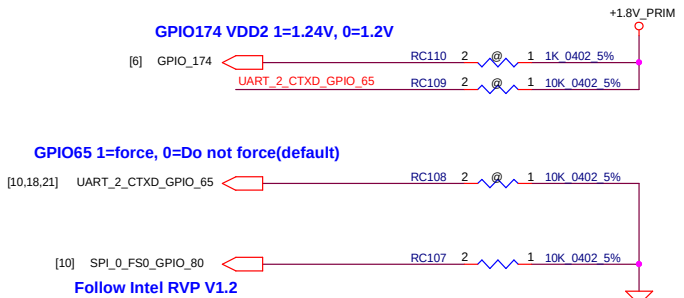 +1.8V_PRIM
GPIO174 VDD2 1=1.24V, 0=1.2V
[6] GPIO_174 RC110 2 @ 1 1K_0402_5%
UART_2_CTXD_GPIO_65 RC109 2 @ 1 10K_0402_5%
GPIO65 1=force, 0=Do not force(default)
[10,18,21] UART_2_CTXD_GPIO_65 RC108 2 @ 1 10K_0402_5%
[10] SPI_0_FS0_GPIO_80 RC107 2 1 10K_0402_5%
Follow Intel RVP V1.2